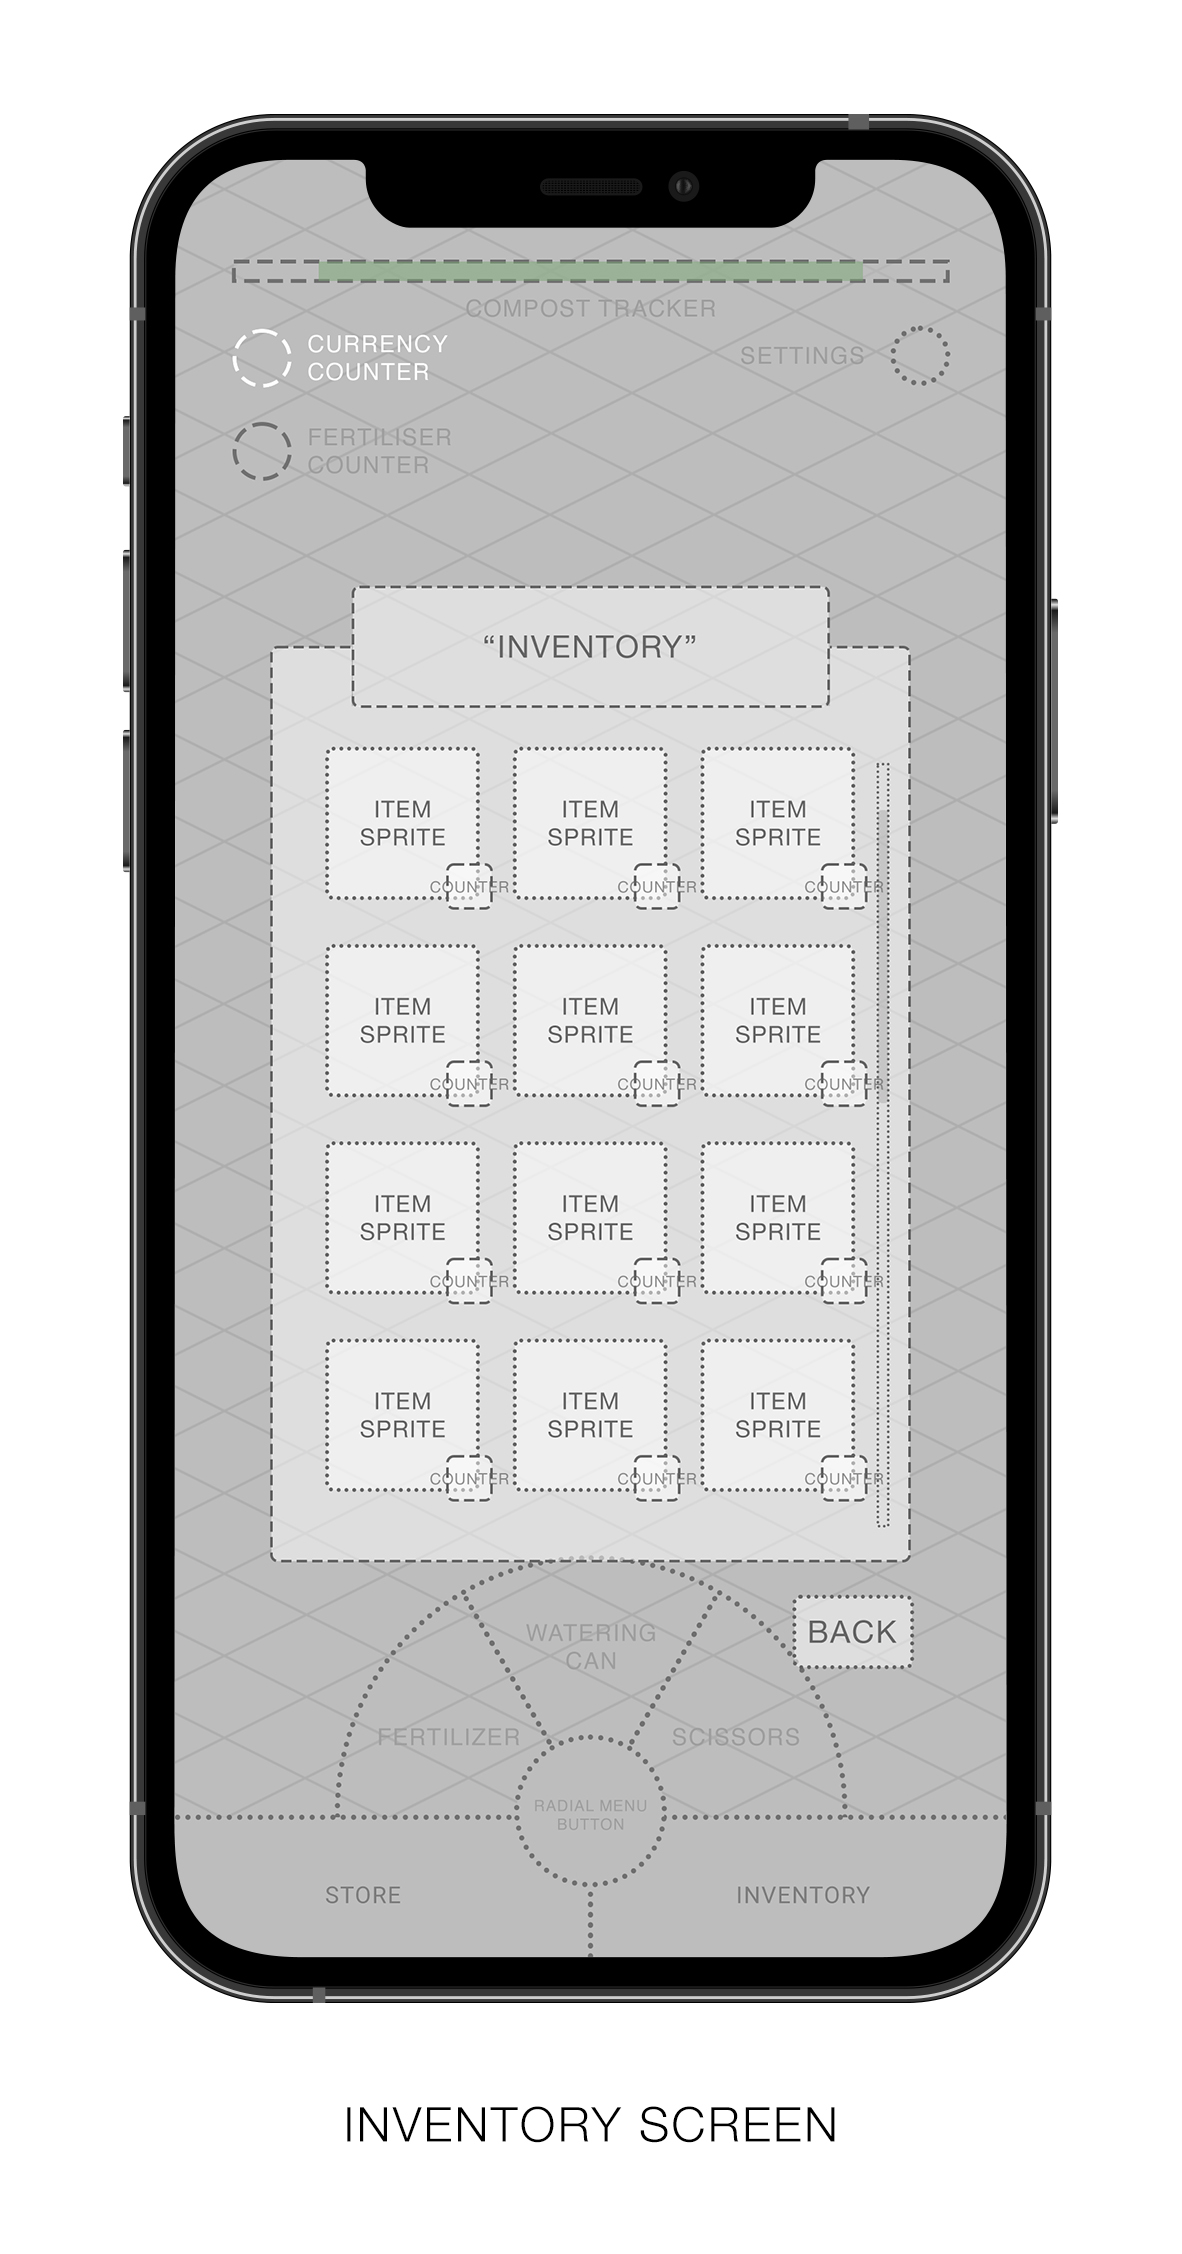 COMPOST TRACKER
CURRENCY
COUNTER
SETTINGS
FERTILISER
COUNTER
“INVENTORY”
ITEM
SPRITE
COUNTER
ITEM
SPRITE
COUNTER
ITEM
SPRITE
COUNTER
ITEM
SPRITE
COUNTER
ITEM
SPRITE
COUNTER
ITEM
SPRITE
COUNTER
ITEM
SPRITE
COUNTER
ITEM
SPRITE
COUNTER
ITEM
SPRITE
COUNTER
ITEM
SPRITE
COUNTER
ITEM
SPRITE
COUNTER
ITEM
SPRITE
COUNTER
WATERING
CAN
BACK
FERTILIZER
SCISSORS
RADIAL MENU
BUTTON
STORE
INVENTORY
INVENTORY SCREEN